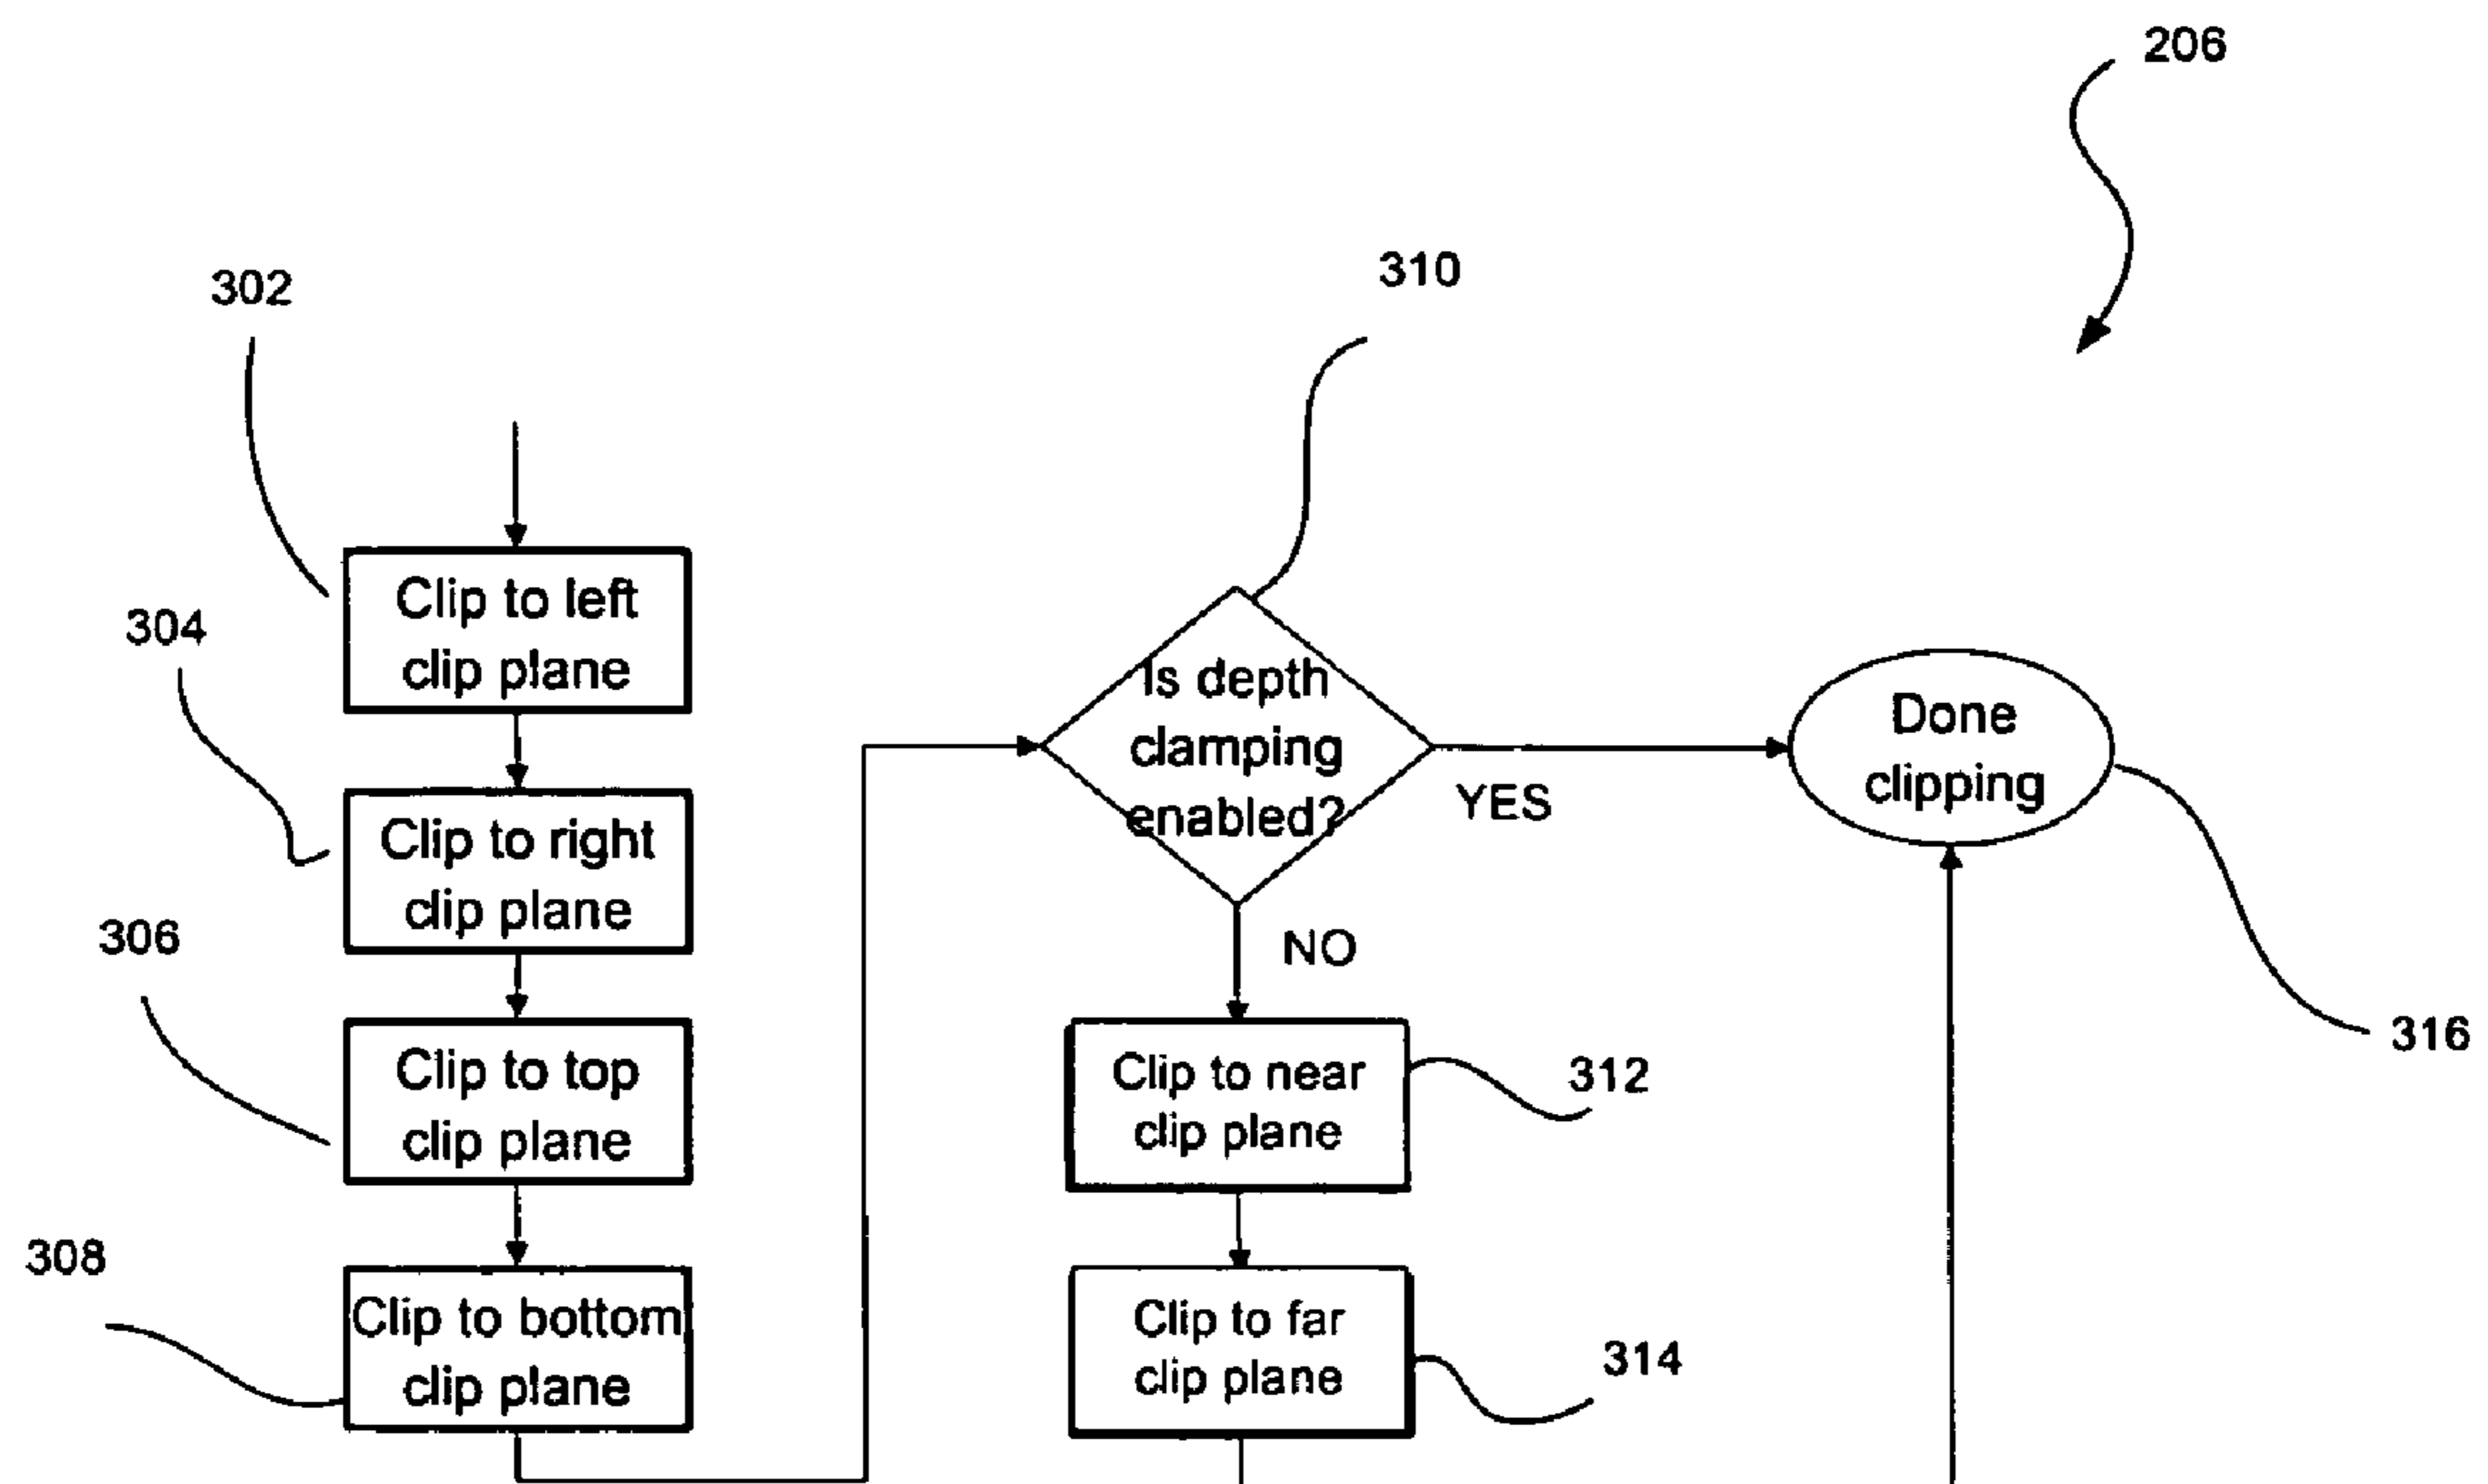 206
310
302
Clip to left
clip plane
304
Clip to right
clip plane
306
Clip to top
clip plane
308
Clip to bottom
clip plane
Is depth
clamping
enabled?
YES
NO
Done
clipping
316
Clip to near
clip plane
312
Clip to far
clip plane
314